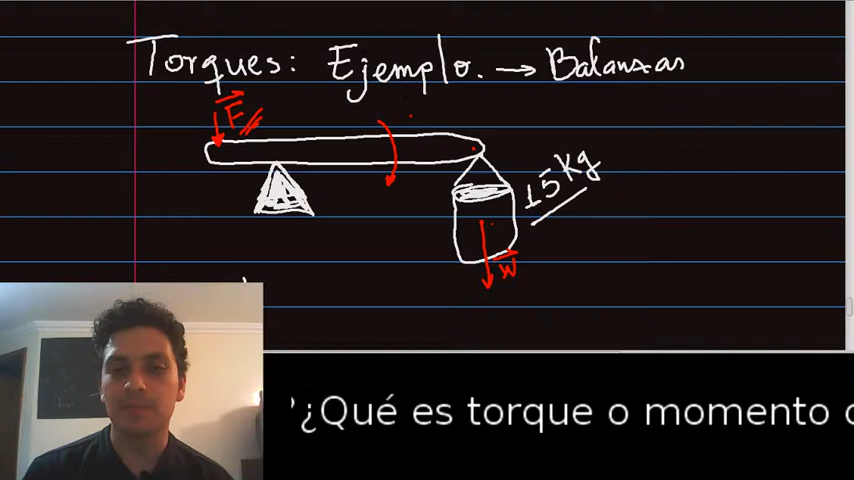 Torques: Ejemplo. → Balanzas
F
15 kg
W
"¿Qué es torque o momento d